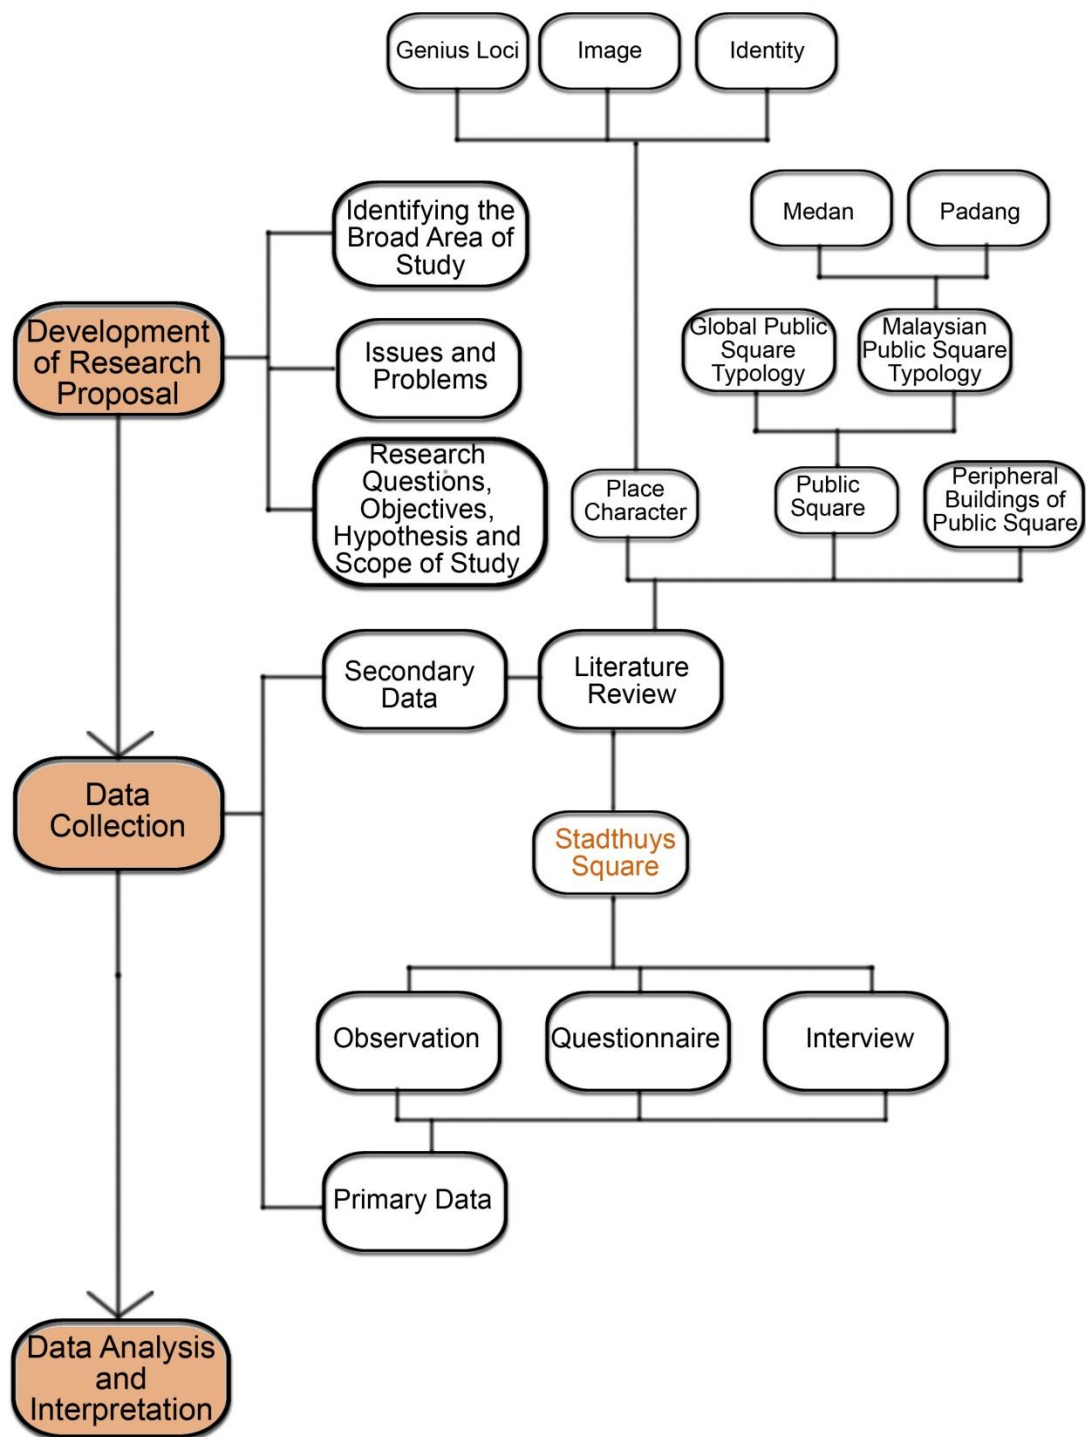 Genius Loci
Image
Identity
Identifying the
Broad Area of
Study
Medan
Padang
Development
of Research
Proposal
Issues and
Problems
Global Public
Square
Typology
Malaysian
Public Square
Typology
Research
Questions,
Objectives,
Hypothesis and
Scope of Study
Place
Character
Public
Square
Peripheral
Buildings of
Public Square
Secondary
Data
Literature
Review
Data
Collection
Stadthuys
Square
Observation
Questionnaire
Interview
Primary Data
Data Analysis
and
Interpretation